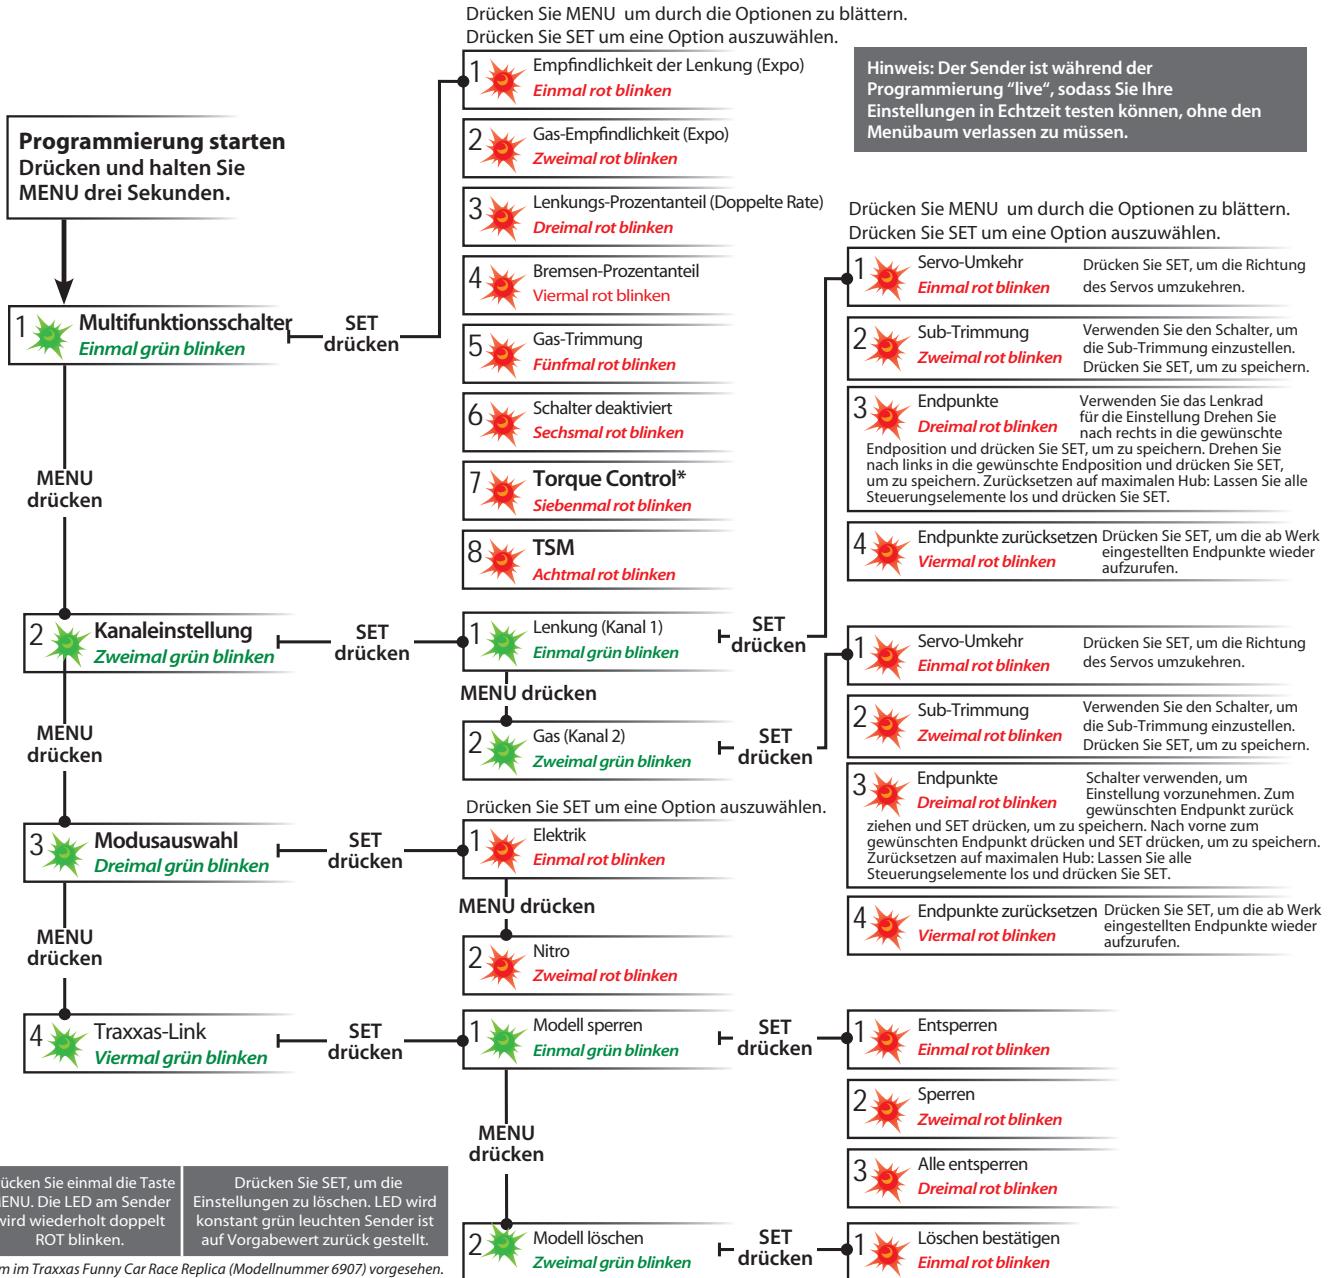 Drücken Sie MENU um durch die Optionen zu blättern.
Drücken Sie SET um eine Option auszuwählen.
Hinweis: Der Sender ist während der
Programmierung “live“, sodass Sie Ihre
Einstellungen in Echtzeit testen können, ohne den
Menübaum verlassen zu müssen.
Programmierung starten
Drücken und halten Sie
MENU drei Sekunden.
1 Multifunktionsschalter
Einmal grün blinken
SET
drücken
1 Empfindlichkeit der Lenkung (Expo)
Einmal rot blinken
2 Gas-Empfindlichkeit (Expo)
Zweimal rot blinken
3 Lenkungs-Prozentanteil (Doppelte Rate)
Dreimal rot blinken
4 Bremsen-Prozentanteil
Viermal rot blinken
5 Gas-Trimmung
Fünfmal rot blinken
6 Schalter deaktiviert
Sechsmal rot blinken
7 Torque Control*
Siebenmal rot blinken
8 TSM
Achtmal rot blinken
MENU
drücken
2 Kanaleinstellung
Zweimal grün blinken
SET
drücken
1 Lenkung (Kanal 1)
Einmal grün blinken
SET
drücken
MENU drücken
2 Gas (Kanal 2)
Zweimal grün blinken
SET
drücken
Drücken Sie MENU um durch die Optionen zu blättern.
Drücken Sie SET um eine Option auszuwählen.
1 Servo-Umkehr
Einmal rot blinken
Drücken Sie SET, um die Richtung
des Servos umzukehren.
2 Sub-Trimmung
Zweimal rot blinken
Verwenden Sie den Schalter, um
die Sub-Trimmung einzustellen.
Drücken Sie SET, um zu speichern.
3 Endpunkte
Dreimal rot blinken
Verwenden Sie das Lenkrad
für die Einstellung Drehen Sie
nach rechts in die gewünschte
Endposition und drücken Sie SET, um zu speichern. Drehen Sie
nach links in die gewünschte Endposition und drücken Sie SET,
um zu speichern. Zurücksetzen auf maximalen Hub: Lassen Sie alle
Steuerungselemente los und drücken Sie SET.
4 Endpunkte zurücksetzen
Viermal rot blinken
Drücken Sie SET, um die ab Werk
eingestellten Endpunkte wieder
aufzurufen.
1 Servo-Umkehr
Einmal rot blinken
Drücken Sie SET, um die Richtung
des Servos umzukehren.
2 Sub-Trimmung
Zweimal rot blinken
Verwenden Sie den Schalter, um
die Sub-Trimmung einzustellen.
Drücken Sie SET, um zu speichern.
3 Endpunkte
Dreimal rot blinken
Schalter verwenden, um
Einstellung vorzunehmen. Zum
gewünschten Endpunkt zurück
ziehen und SET drücken, um zu speichern. Nach vorne zum
gewünschten Endpunkt drücken und SET drücken, um zu speichern.
Zurücksetzen auf maximalen Hub: Lassen Sie alle
Steuerungselemente los und drücken Sie SET.
4 Endpunkte zurücksetzen
Viermal rot blinken
Drücken Sie SET, um die ab Werk
eingestellten Endpunkte wieder
aufzurufen.
MENU
drücken
3 Modusauswahl
Dreimal grün blinken
SET
drücken
Drücken Sie SET um eine Option auszuwählen.
1 Elektrik
Einmal rot blinken
MENU drücken
2 Nitro
Zweimal rot blinken
MENU
drücken
4 Traxxas-Link
Viermal grün blinken
SET
drücken
1 Modell sperren
Einmal grün blinken
SET
drücken
1 Entsperren
Einmal rot blinken
2 Sperren
Zweimal rot blinken
3 Alle entsperren
Dreimal rot blinken
MENU
drücken
2 Modell löschen
Zweimal grün blinken
SET
drücken
1 Löschen bestätigen
Einmal rot blinken
Sie einmal die Taste
Die LED am Sender
wird wiederholt doppelt
ROT blinken.
Drücken Sie SET, um die
Einstellungen zu löschen. LED wird
konstant grün leuchten Sender ist
auf Vorgabewert zurück gestellt.
im Traxxas Funny Car Race Replica (Modellnummer 6907) vorgesehen.